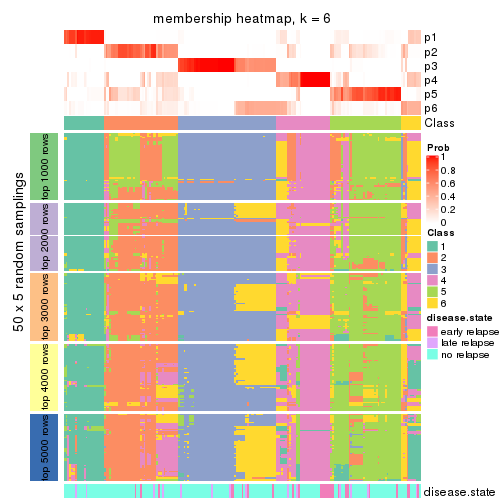 membership heatmap, k = 6
p1
p2
p3
p4
p5
p6
Class
50 x 5 random samplings
top 1000 rows
top 2000 rows
top 3000 rows
top 4000 rows
top 5000 rows
Prob
1
0.8
0.6
0.4
0.2
0
Class
1
2
3
4
5
6
disease.state
early relapse
late relapse
no relapse
disease.state